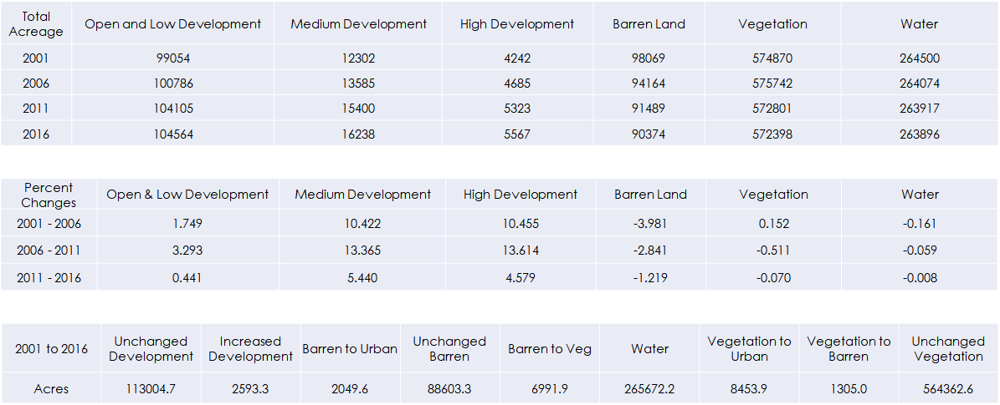 Total Acreage Open and Low Development Medium Development High Development Barren Land Vegetation Water
2001 99054 12302 4242 98069 574870 264500
2006 100786 13585 4685 94164 575742 264074
2011 104105 15400 5323 91489 572801 263917
2016 104564 16238 5567 90374 572398 263896
Percent Changes Open & Low Development Medium Development High Development Barren Land Vegetation Water
2001 - 2006 1.749 10.422 10.455 -3.981 0.152 -0.161
2006 - 2011 3.293 13.365 13.614 -2.841 -0.511 -0.059
2011 - 2016 0.441 5.440 4.579 -1.219 -0.070 -0.008
2001 to 2016 Unchanged Development Increased Development Barren to Urban Unchanged Barren Barren to Veg Water Vegetation to Urban Vegetation to Barren Unchanged Vegetation
Acres 113004.7 2593.3 2049.6 88603.3 6991.9 265672.2 8453.9 1305.0 564362.6